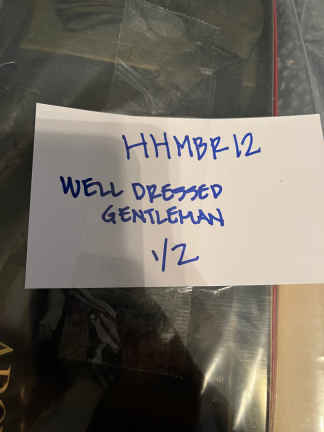 HHMBR12
WELL DRESSED
GENTLEMAN
1/2